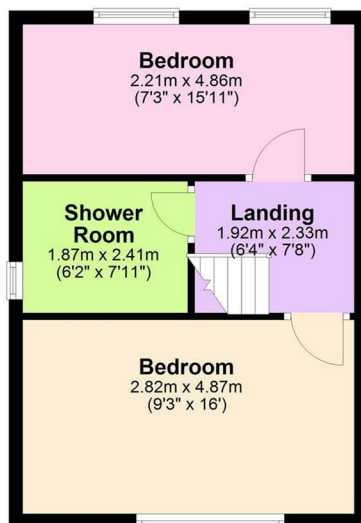 Bedroom
2.21m x 4.86m
(7'3" x 15'11")
Shower
Room
1.87m x 2.41m
(6'2" x 7'11")
Landing
1.92m x 2.33m
(6'4" x 7'8")
Bedroom
2.82m x 4.87m
(9'3" x 16')